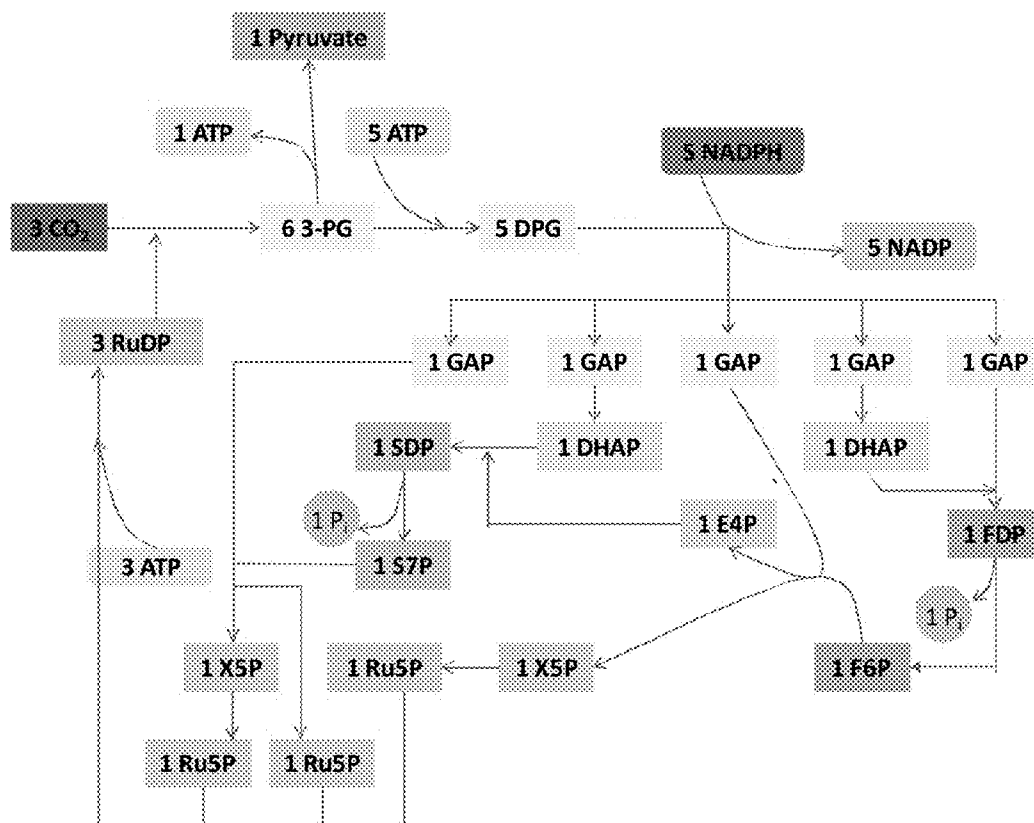 1 Pyruvate
1 ATP
5 ATP
5 NADPH
3 CO₂
6 3-PG
5 DPG
5 NADP
3 RuDP
1 GAP
1 GAP
1 GAP
1 GAP
1 GAP
1 SDP
1 DHAP
1 DHAP
1 Pᵢ
1 E4P
1 FDP
3 ATP
1 S7P
1 Pᵢ
1 X5P
1 Ru5P
1 X5P
1 F6P
1 Ru5P
1 Ru5P